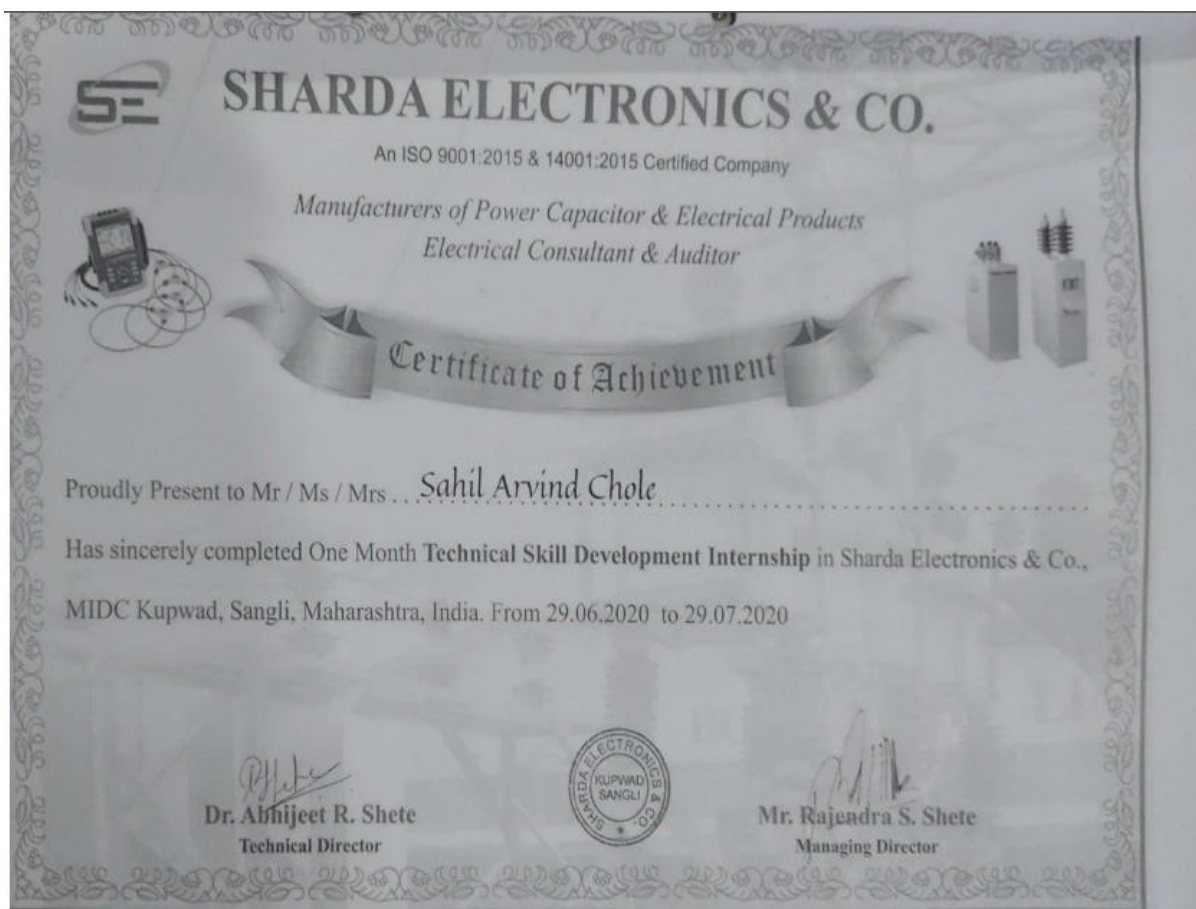 SE
SHARDA ELECTRONICS & CO.
An ISO 9001:2015 & 14001:2015 Certified Company
Manufacturers of Power Capacitor & Electrical Products
Electrical Consultant & Auditor
Certificate of Achievement
Proudly Present to Mr / Ms / Mrs... Sahil Arvind Chole
Has sincerely completed One Month Technical Skill Development Internship in Sharda Electronics & Co.,
MIDC Kupwad, Sangli, Maharashtra, India. From 29.06.2020 to 29.07.2020
SHARDA ELECTRONICS & CO.
KUPWAD
SANGLI
Dr. Abhijeet R. Shete
Technical Director
Mr. Rajendra S. Shete
Managing Director